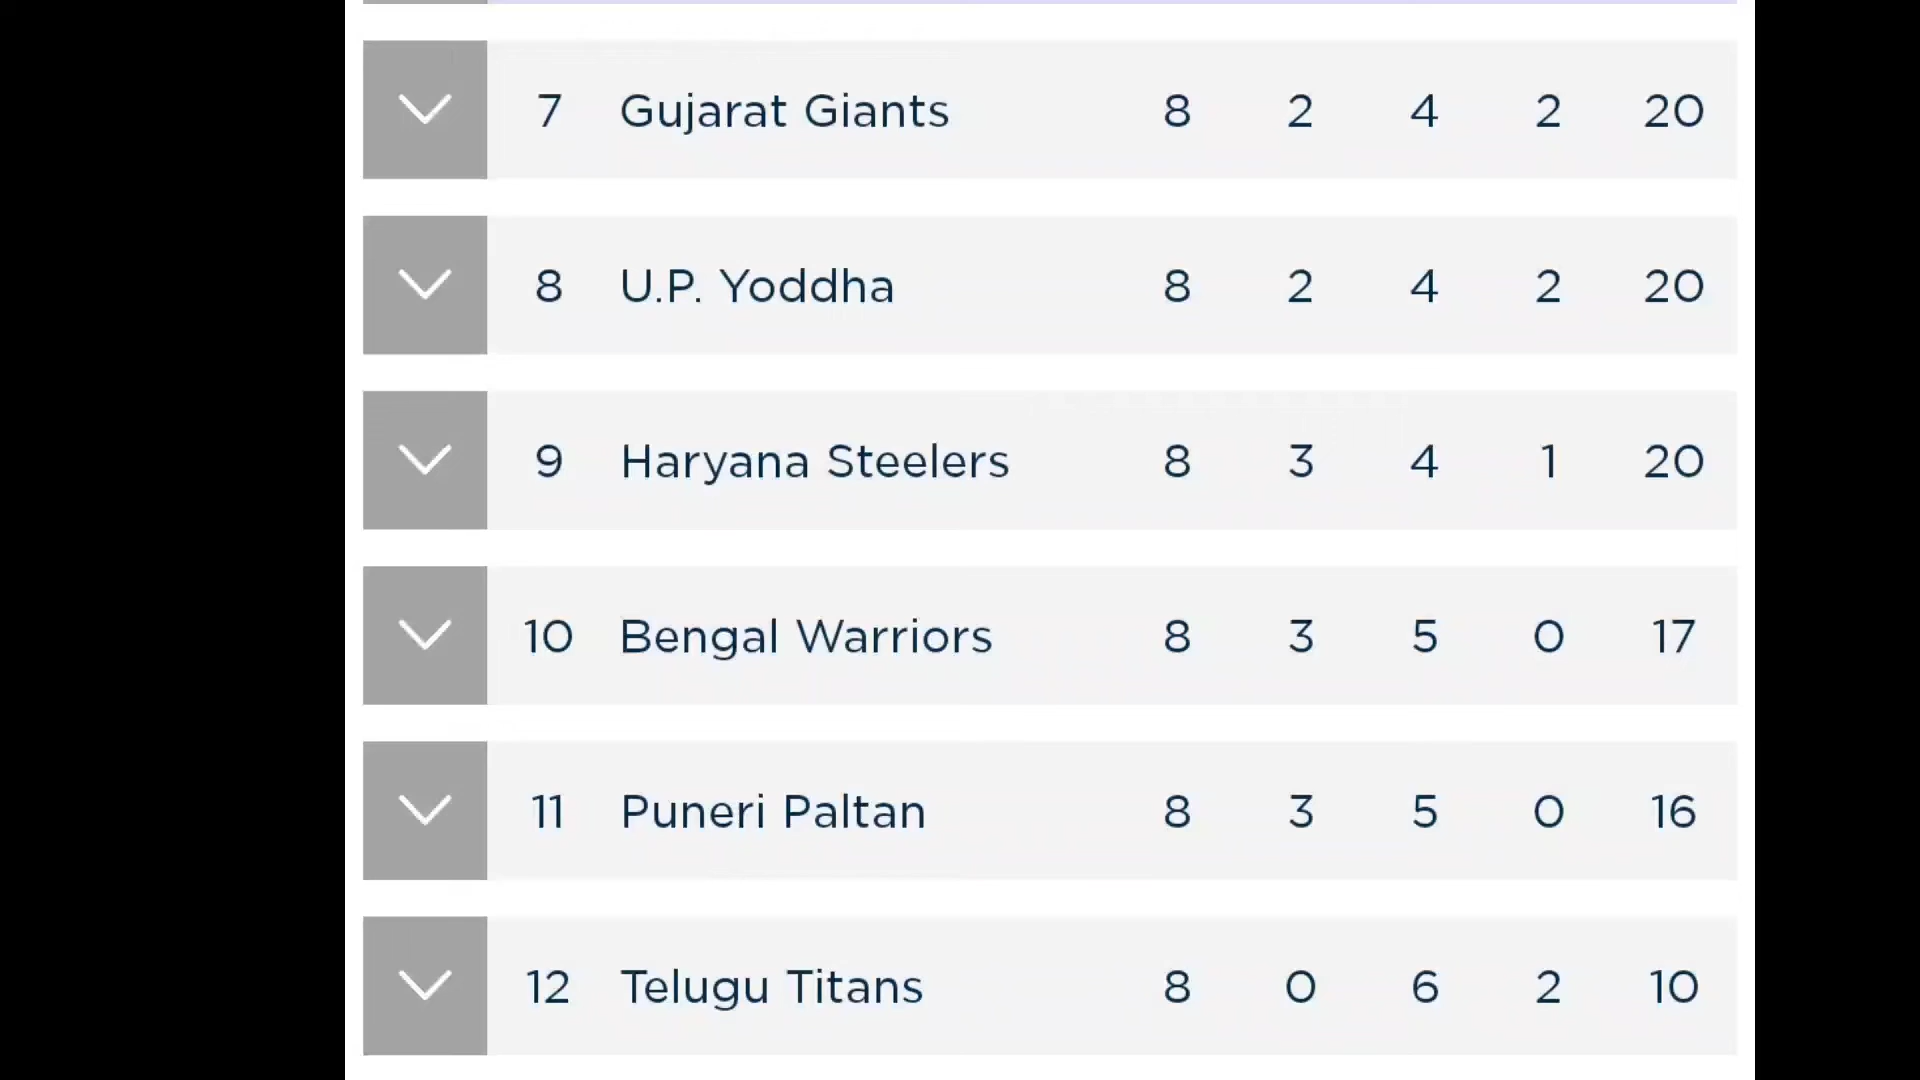 7 Gujarat Giants 8 2 4 2 20
8 U.P. Yoddha 8 2 4 2 20
9 Haryana Steelers 8 3 4 1 20
10 Bengal Warriors 8 3 5 0 17
11 Puneri Paltan 8 3 5 0 16
12 Telugu Titans 8 0 6 2 10